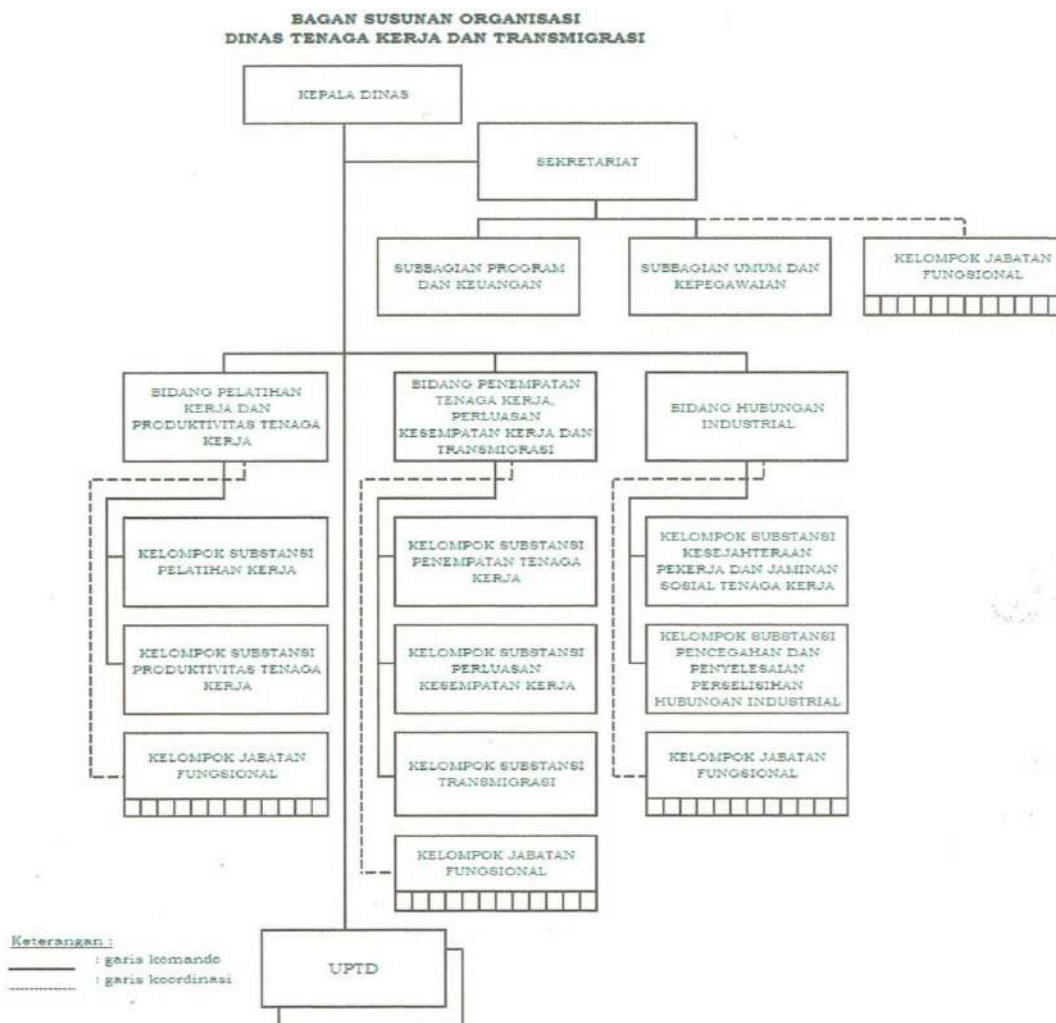 BAGAN SUSUNAN ORGANISASI
DINAS TENAGA KERJA DAN TRANSMIGRASI
KEPALA DINAS
SEKRETARIAT
SUBBAGIAN PROGRAM
DAN KEUANGAN
SUBBAGIAN UMUM DAN
KEPEGAWAIAN
KELOMPOK JABATAN
FUNGSIONAL
BIDANG PELATIHAN
KERJA DAN
PRODUKTIVITAS TENAGA
KERJA
BIDANG PENEMPATAN
TENAGA KERJA,
PERLUASAN
KESEMPATAN KERJA DAN
TRANSMIGRASI
BIDANG HUBUNGAN
INDUSTRIAL
KELOMPOK SUBSTANSI
PELATIHAN KERJA
KELOMPOK SUBSTANSI
PENEMPATAN TENAGA
KERJA
KELOMPOK SUBSTANSI
KESEJAHTERAAN
PEKERJA DAN JAMINAN
SOSIAL TENAGA KERJA
KELOMPOK SUBSTANSI
PRODUKTIVITAS TENAGA
KERJA
KELOMPOK SUBSTANSI
PERLUASAN
KESEMPATAN KERJA
KELOMPOK SUBSTANSI
PENCEGAHAN DAN
PENYELESAIAN
PERSELISIHAN
HUBUNGAN INDUSTRIAL
KELOMPOK JABATAN
FUNGSIONAL
KELOMPOK SUBSTANSI
TRANSMIGRASI
KELOMPOK JABATAN
FUNGSIONAL
KELOMPOK JABATAN
FUNGSIONAL
UPTD
Keterangan :
: garis komando
: garis koordinasi